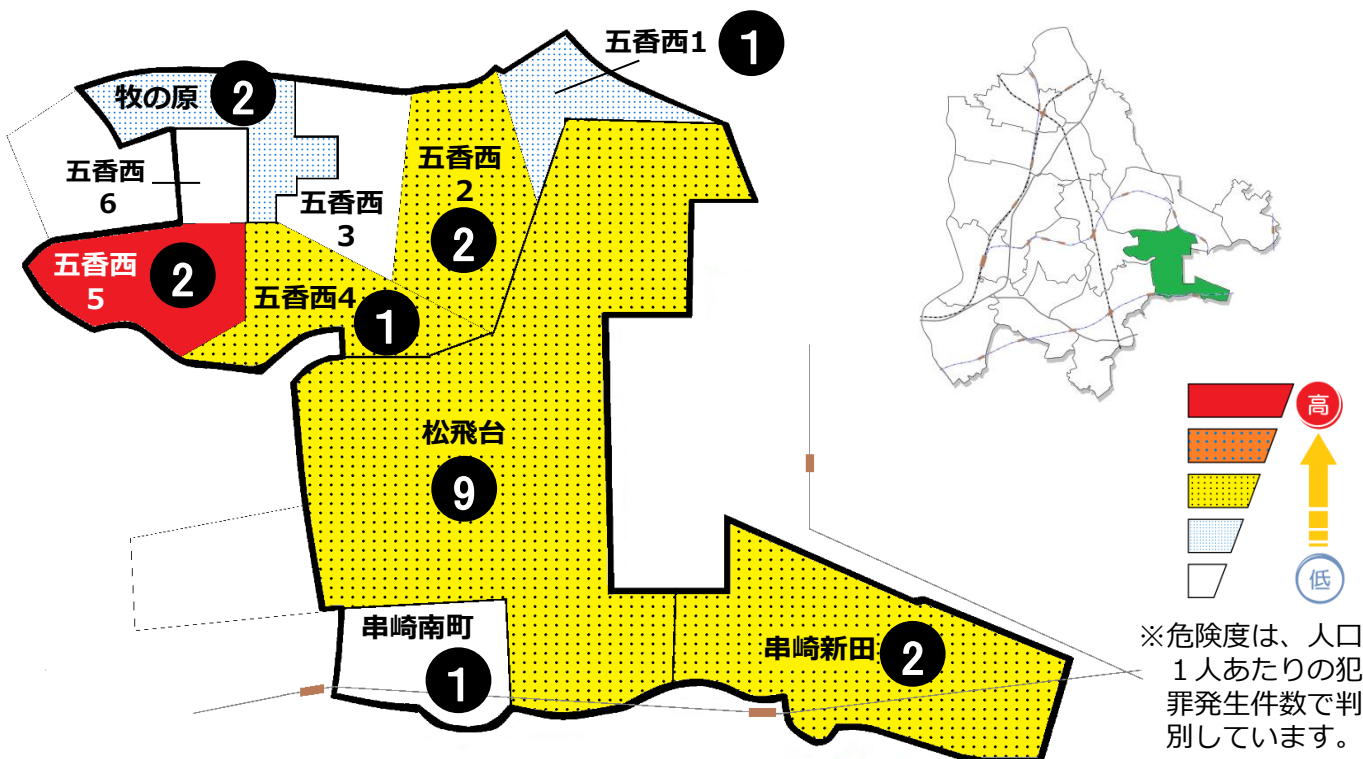 五香西1
1
牧の原
2
五香西
6
五香西
3
五香西
2
2
五香西
5
2
五香西4
1
松飛台
9
串崎南町
1
串崎新田
2
高
低
※危険度は、人口
１人あたりの犯
罪発生件数で判
別しています。